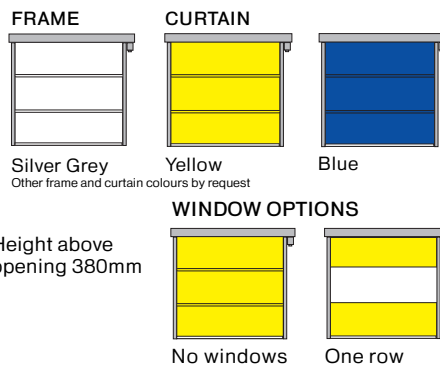 FRAME
CURTAIN
Silver Grey
Yellow
Blue
Other frame and curtain colours by request
WINDOW OPTIONS
Height above
opening 380mm
No windows
One row